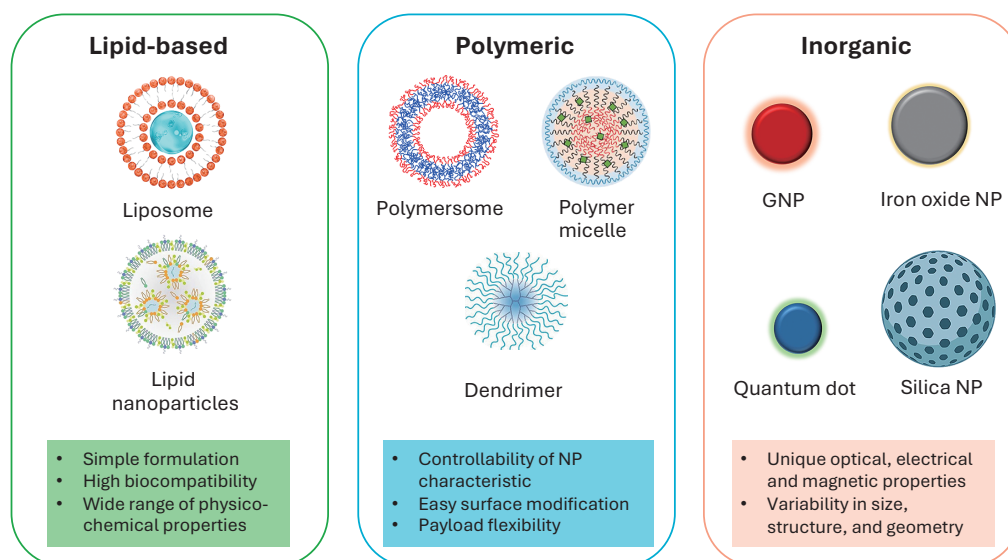 Lipid-based
Liposome
Lipid
nanoparticles
• Simple formulation
• High biocompatibility
• Wide range of physico-
chemical properties
Polymeric
Polymersome
Polymer
micelle
Dendrimer
• Controllability of NP
characteristic
• Easy surface modification
• Payload flexibility
Inorganic
GNP
Iron oxide NP
Quantum dot
Silica NP
• Unique optical, electrical
and magnetic properties
• Variability in size,
structure, and geometry